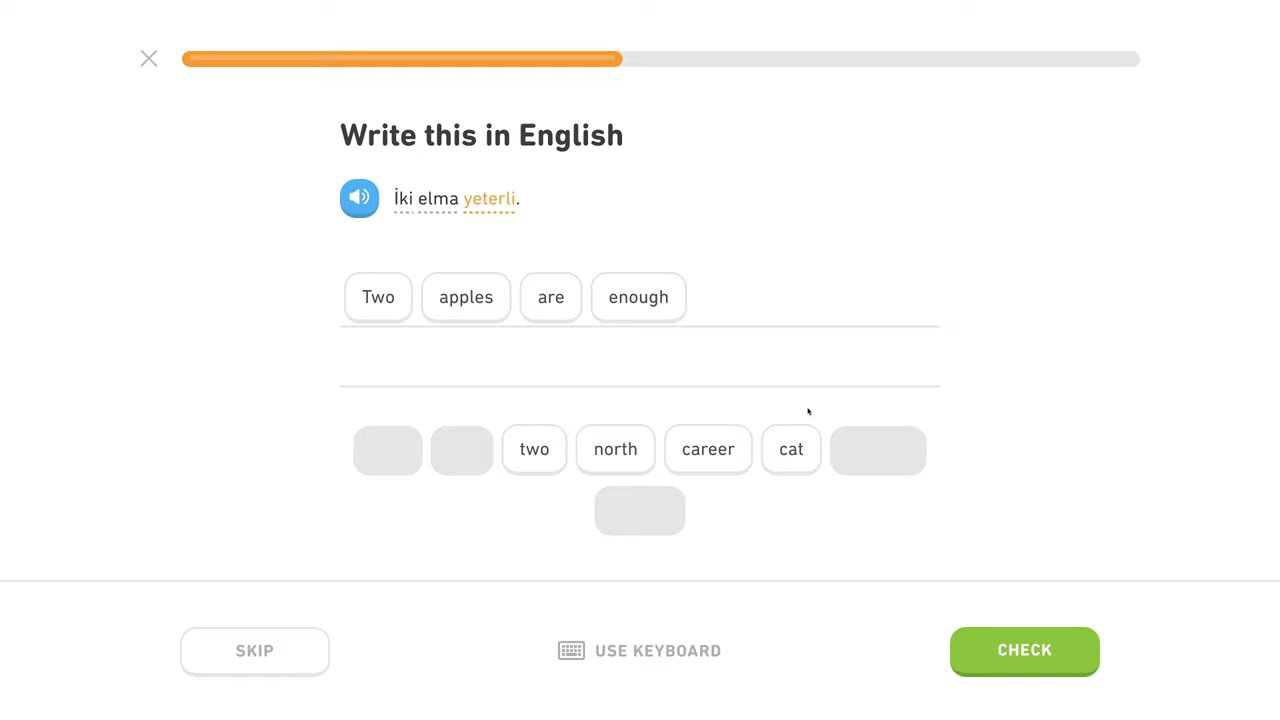 Write this in English
İki elma yeterli.
Two apples are enough
two north career cat
SKIP USE KEYBOARD CHECK